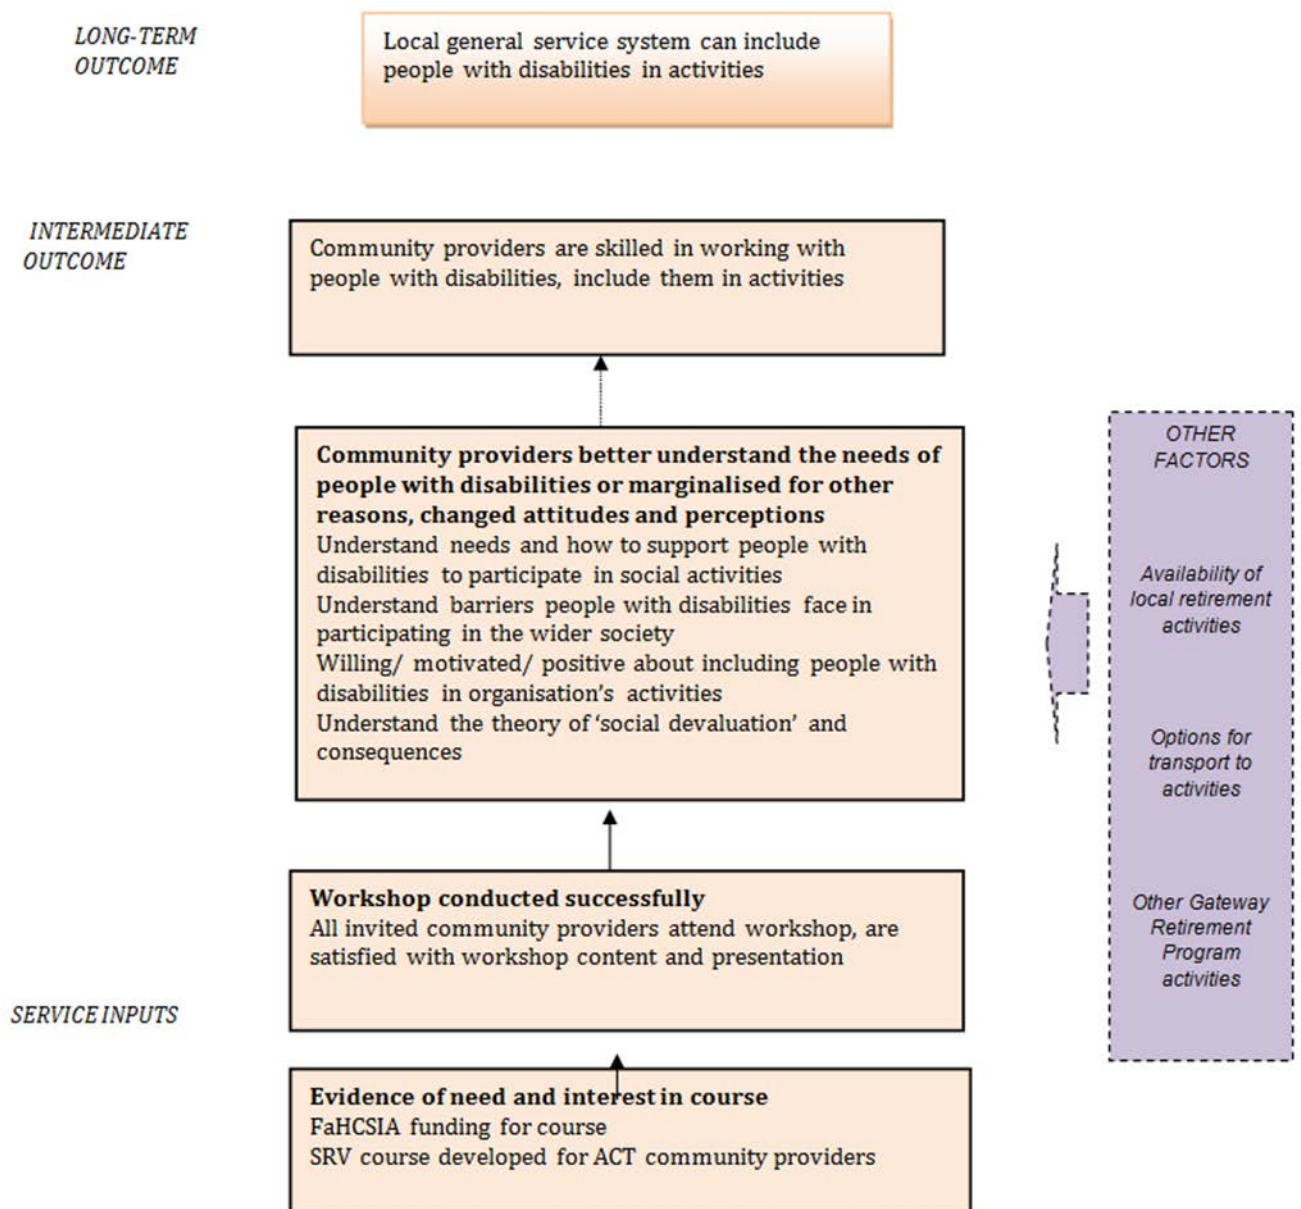 LONG-TERM
OUTCOME
Local general service system can include
people with disabilities in activities
INTERMEDIATE
OUTCOME
Community providers are skilled in working with
people with disabilities, include them in activities
Community providers better understand the needs of
people with disabilities or marginalised for other
reasons, changed attitudes and perceptions
Understand needs and how to support people with
disabilities to participate in social activities
Understand barriers people with disabilities face in
participating in the wider society
Willing/ motivated/ positive about including people with
disabilities in organisation's activities
Understand the theory of 'social devaluation' and
consequences
OTHER
FACTORS
Availability of
local retirement
activities
Options for
transport to
activities
Other Gateway
Retirement
Program
activities
Workshop conducted successfully
All invited community providers attend workshop, are
satisfied with workshop content and presentation
SERVICE INPUTS
Evidence of need and interest in course
FaHCSIA funding for course
SRV course developed for ACT community providers